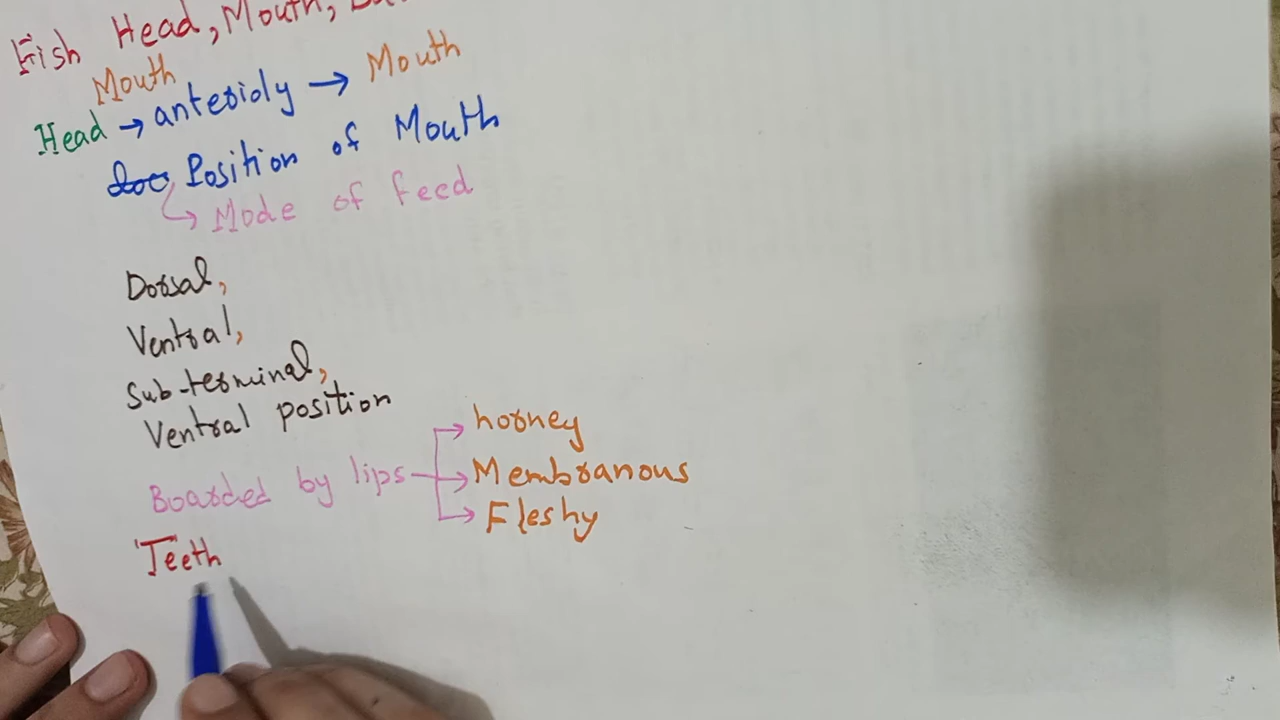 Fish Head, Mouth,
Mouth
Head → anteriorly → Mouth
Position of Mouth
↳ Mode of feed
Dorsal,
Ventral,
Sub-terminal,
Ventral position
Boarded by lips → horney
→ Membranous
→ Fleshy
Teeth